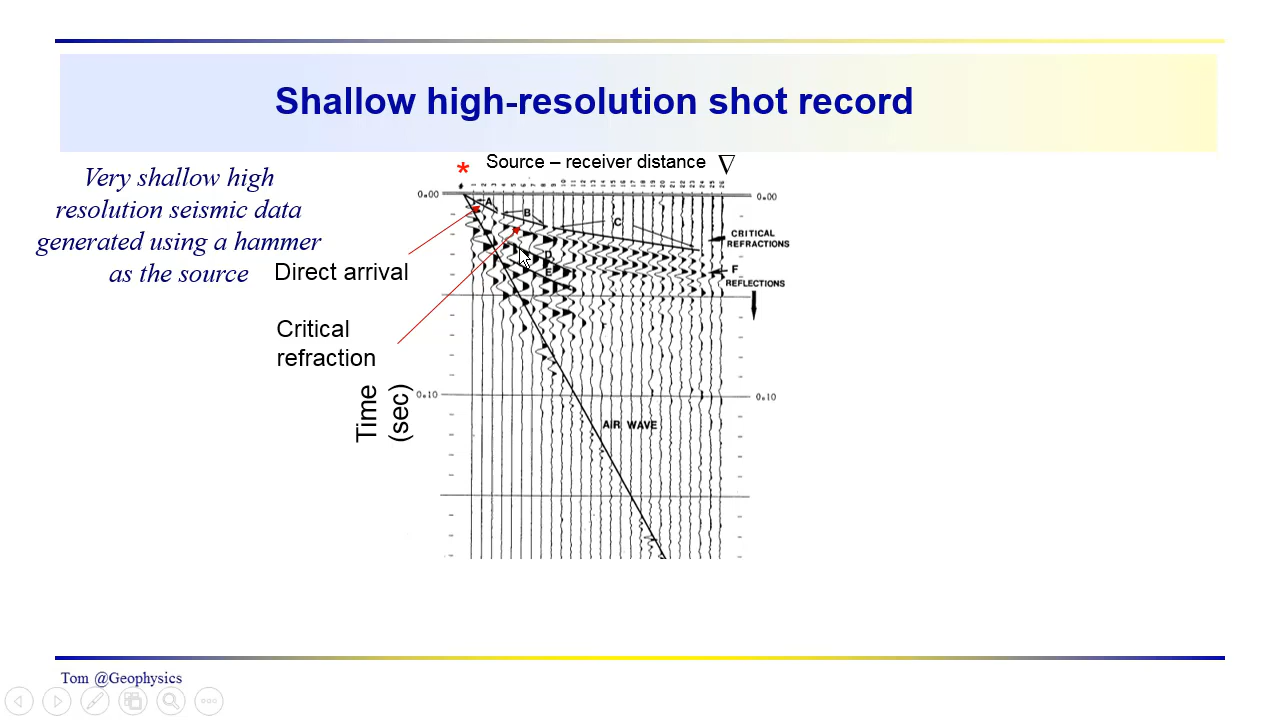 Shallow high-resolution shot record
Very shallow high
resolution seismic data
generated using a hammer
as the source
* Source – receiver distance ∇
0.00
0.00
A
B
C
CRITICAL
REFRACTIONS
D
E
F
REFLECTIONS
Direct arrival
Critical
refraction
Time
(sec)
0.10
0.10
AIR WAVE
Tom @Geophysics